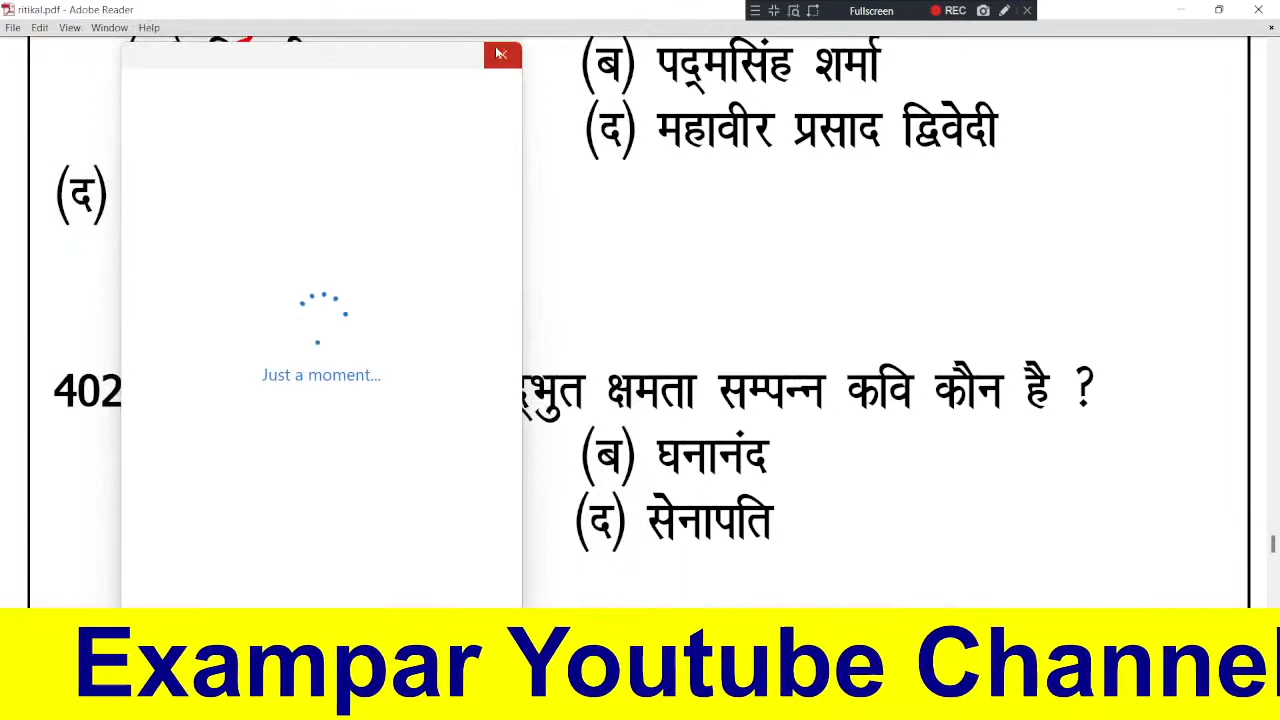 ritikal.pdf - Adobe Reader
Fullscreen REC
File Edit View Window Help
(ब) पद्मसिंह शर्मा
(द) महावीर प्रसाद द्विवेदी
(द)
Just a moment...
402 क्षमता सम्पन्न कवि कौन है ?
(ब) घनानंद
(द) सेनापति
Exampar Youtube Channel